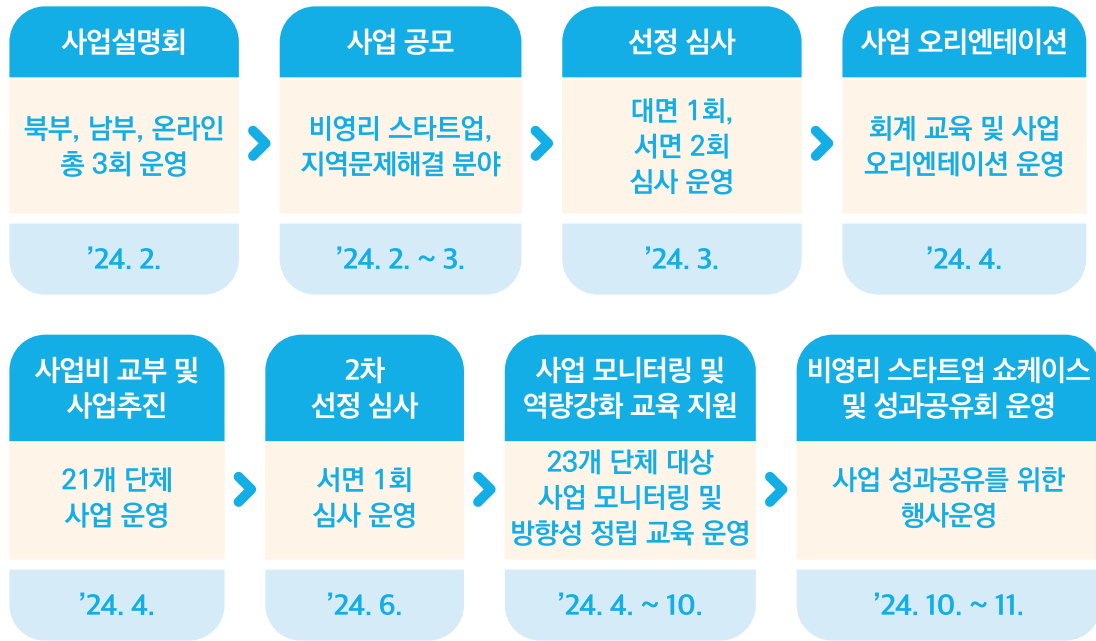 사업설명회
북부, 남부, 온라인
총 3회 운영
’24. 2.
사업 공모
비영리 스타트업,
지역문제해결 분야
’24. 2. ~ 3.
선정 심사
대면 1회,
서면 2회
심사 운영
’24. 3.
사업 오리엔테이션
회계 교육 및 사업
오리엔테이션 운영
’24. 4.
사업비 교부 및
사업추진
21개 단체
사업 운영
’24. 4.
2차
선정 심사
서면 1회
심사 운영
’24. 6.
사업 모니터링 및
역량강화 교육 지원
23개 단체 대상
사업 모니터링 및
방향성 정립 교육 운영
’24. 4. ~ 10.
비영리 스타트업 쇼케이스
및 성과공유회 운영
사업 성과공유를 위한
행사운영
’24. 10. ~ 11.